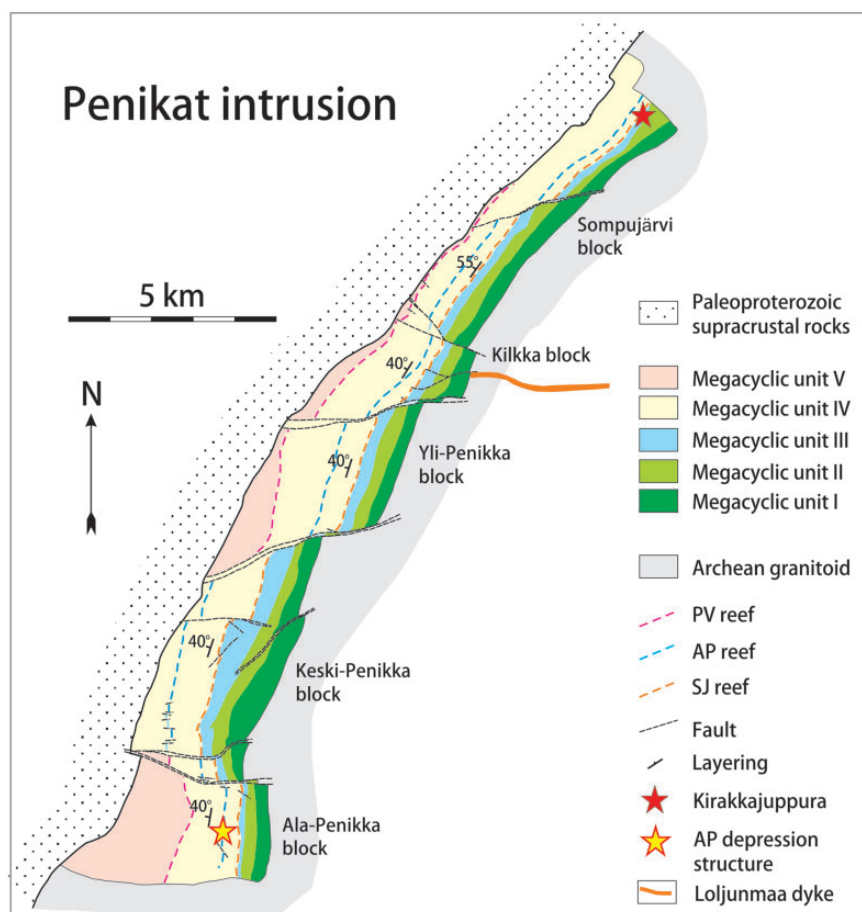 Penikat intrusion
5 km
N
Sompujärvi
block
55°
Kilkka block
40°
Yli-Penikka
block
40°
Keski-Penikka
block
40°
Ala-Penikka
block
40°
Paleoproterozoic
supracrustal rocks
Megacyclic unit V
Megacyclic unit IV
Megacyclic unit III
Megacyclic unit II
Megacyclic unit I
Archean granitoid
PV reef
AP reef
SJ reef
Fault
Layering
Kirakkajuppura
AP depression
structure
Loljunmaa dyke